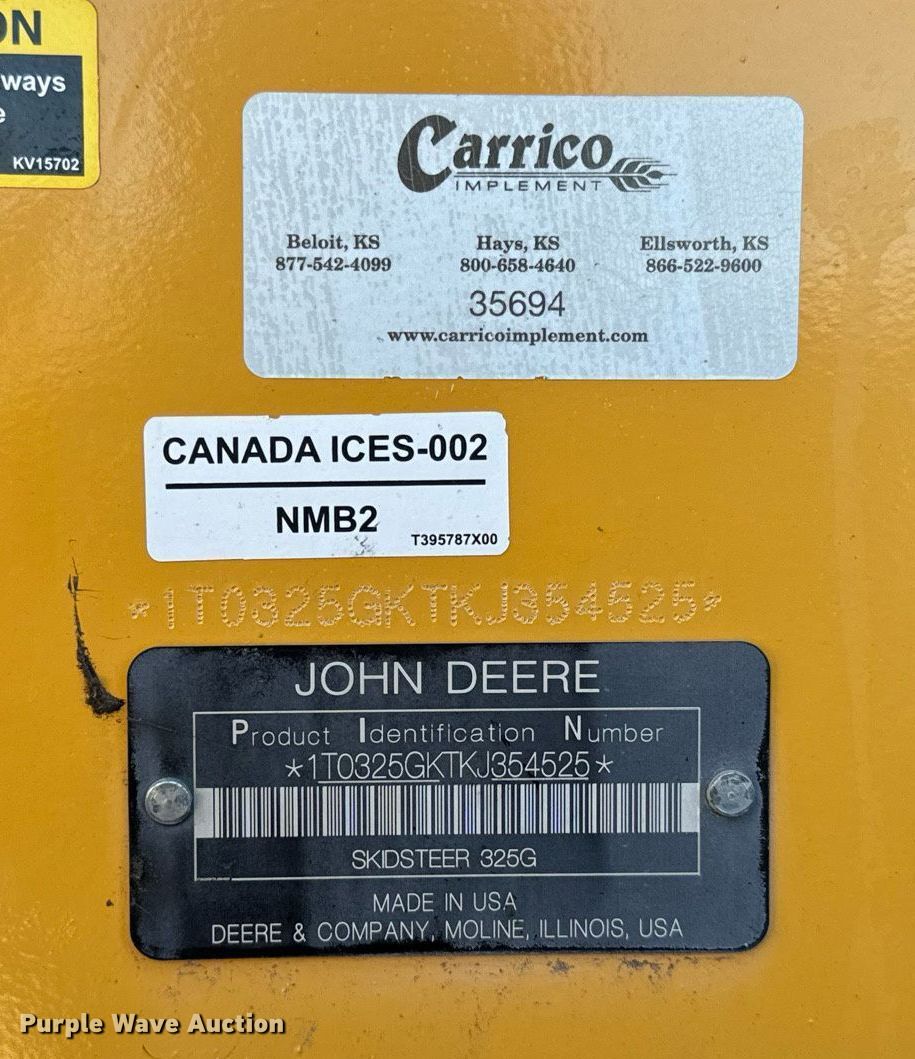 ON
ways
e
KV15702
Carrico
IMPLEMENT
Beloit, KS Hays, KS Ellsworth, KS
877-542-4099 800-658-4640 866-522-9600
35694
www.carricoimplement.com
CANADA ICES-002
NMB2
T395787X00
*1T0325GKTKJ354525*
JOHN DEERE
Product Identification Number
*1T0325GKTKJ354525*
SKIDSTEER 325G
MADE IN USA
DEERE & COMPANY, MOLINE, ILLINOIS, USA
Purple Wave Auction